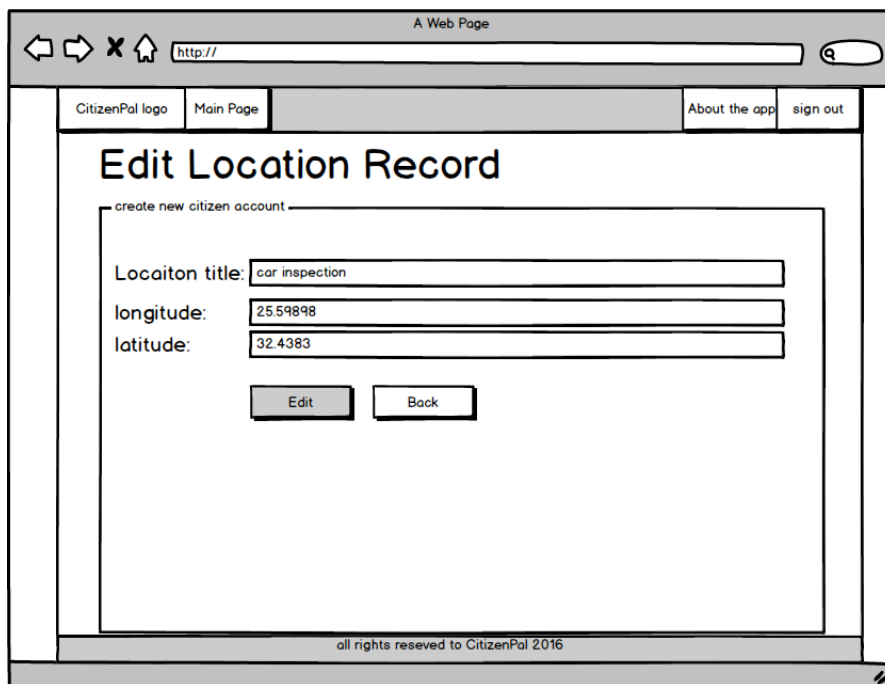 A Web Page
http://
CitizenPal logo Main Page About the app sign out
Edit Location Record
create new citizen account
Locaiton title: car inspection
longitude: 25.59898
latitude: 32.4383
Edit Back
all rights reseved to CitizenPal 2016